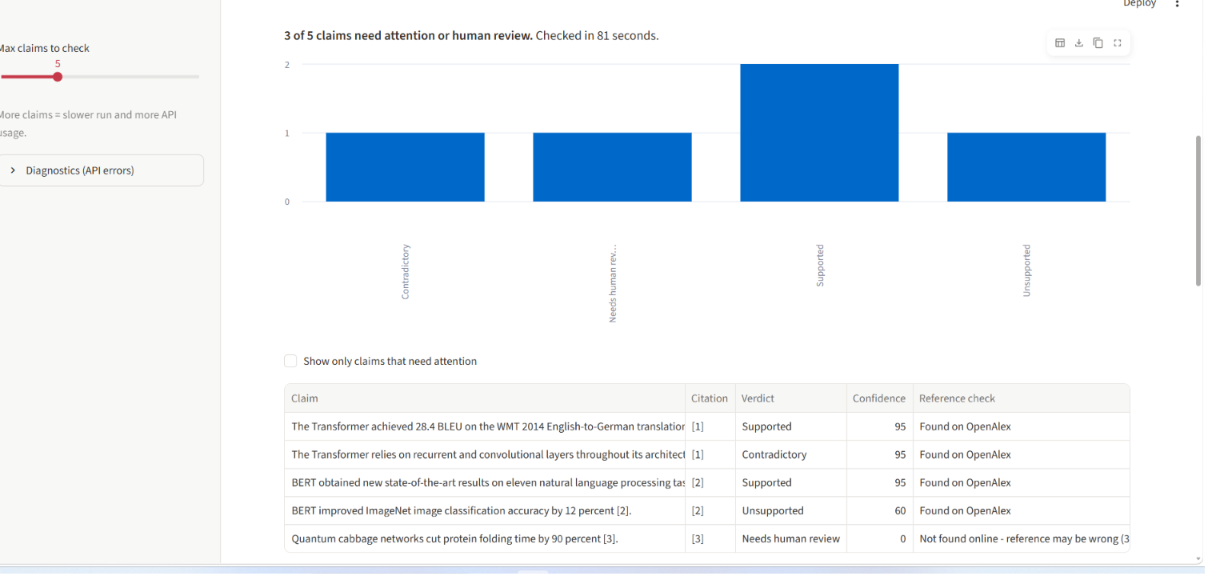 Deploy
Max claims to check
5
More claims = slower run and more API
usage.
Diagnostics (API errors)
3 of 5 claims need attention or human review. Checked in 81 seconds.
2
1
0
Contradictory
Needs human rev...
Supported
Unsupported
Show only claims that need attention
Claim Citation Verdict Confidence Reference check
The Transformer achieved 28.4 BLEU on the WMT 2014 English-to-German translation [1] Supported 95 Found on OpenAlex
The Transformer relies on recurrent and convolutional layers throughout its architect [1] Contradictory 95 Found on OpenAlex
BERT obtained new state-of-the-art results on eleven natural language processing tas [2] Supported 95 Found on OpenAlex
BERT improved ImageNet image classification accuracy by 12 percent [2]. [2] Unsupported 60 Found on OpenAlex
Quantum cabbage networks cut protein folding time by 90 percent [3]. [3] Needs human review 0 Not found online - reference may be wrong (3